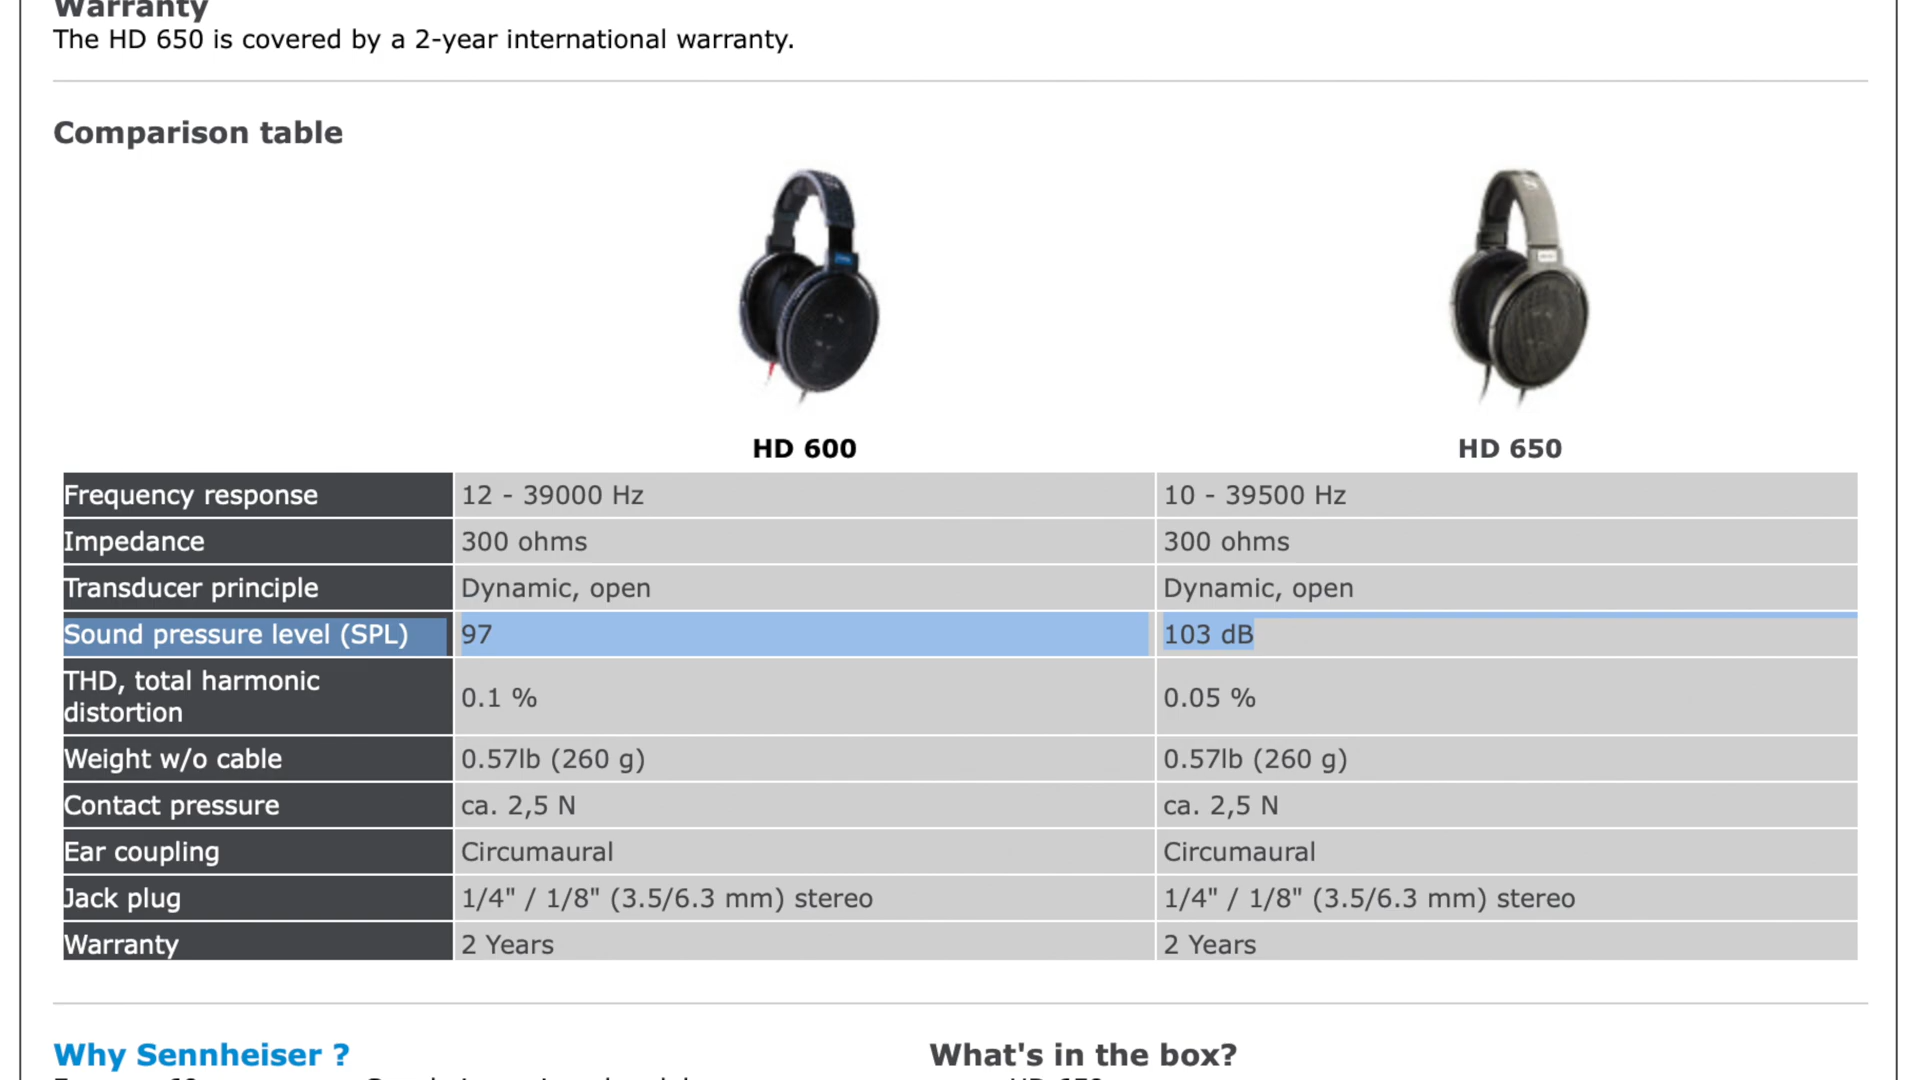 Warranty
The HD 650 is covered by a 2-year international warranty.
Comparison table
HD 600 HD 650
Frequency response 12 - 39000 Hz 10 - 39500 Hz
Impedance 300 ohms 300 ohms
Transducer principle Dynamic, open Dynamic, open
Sound pressure level (SPL) 97 103 dB
THD, total harmonic
distortion 0.1 % 0.05 %
Weight w/o cable 0.57lb (260 g) 0.57lb (260 g)
Contact pressure ca. 2,5 N ca. 2,5 N
Ear coupling Circumaural Circumaural
Jack plug 1/4" / 1/8" (3.5/6.3 mm) stereo 1/4" / 1/8" (3.5/6.3 mm) stereo
Warranty 2 Years 2 Years
Why Sennheiser ? What's in the box?